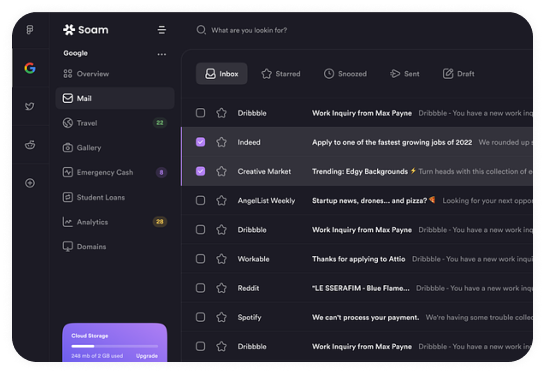 Soam
What are you lookin for?
Google
Overview
Mail
Travel 22
Gallery
Emergency Cash 8
Student Loans
Analytics 28
Domains
Cloud Storage
248 mb of 2 GB used Upgrade
Inbox Starred Snoozed Sent Draft
Dribbble Work Inquiry from Max Payne Dribbble - You have a new work inq
Indeed Apply to one of the fastest growing jobs of 2022 We rounded up s
Creative Market Trending: Edgy Backgrounds ⚡ Turn heads with this collection of e
AngelList Weekly Startup news, drones... and pizza? 🍕 Looking for your next oppor
Dribbble Work Inquiry from Max Payne Dribbble - You have a new work inq
Workable Thanks for applying to Attio Dribbble - You have a new work inqui
Reddit "LE SSERAFIM - Blue Flame... Dribbble - You have a new work inq
Spotify We can't process your payment. We're having some trouble collec
Dribbble Work Inquiry from Max Payne Dribbble - You have a new work inq